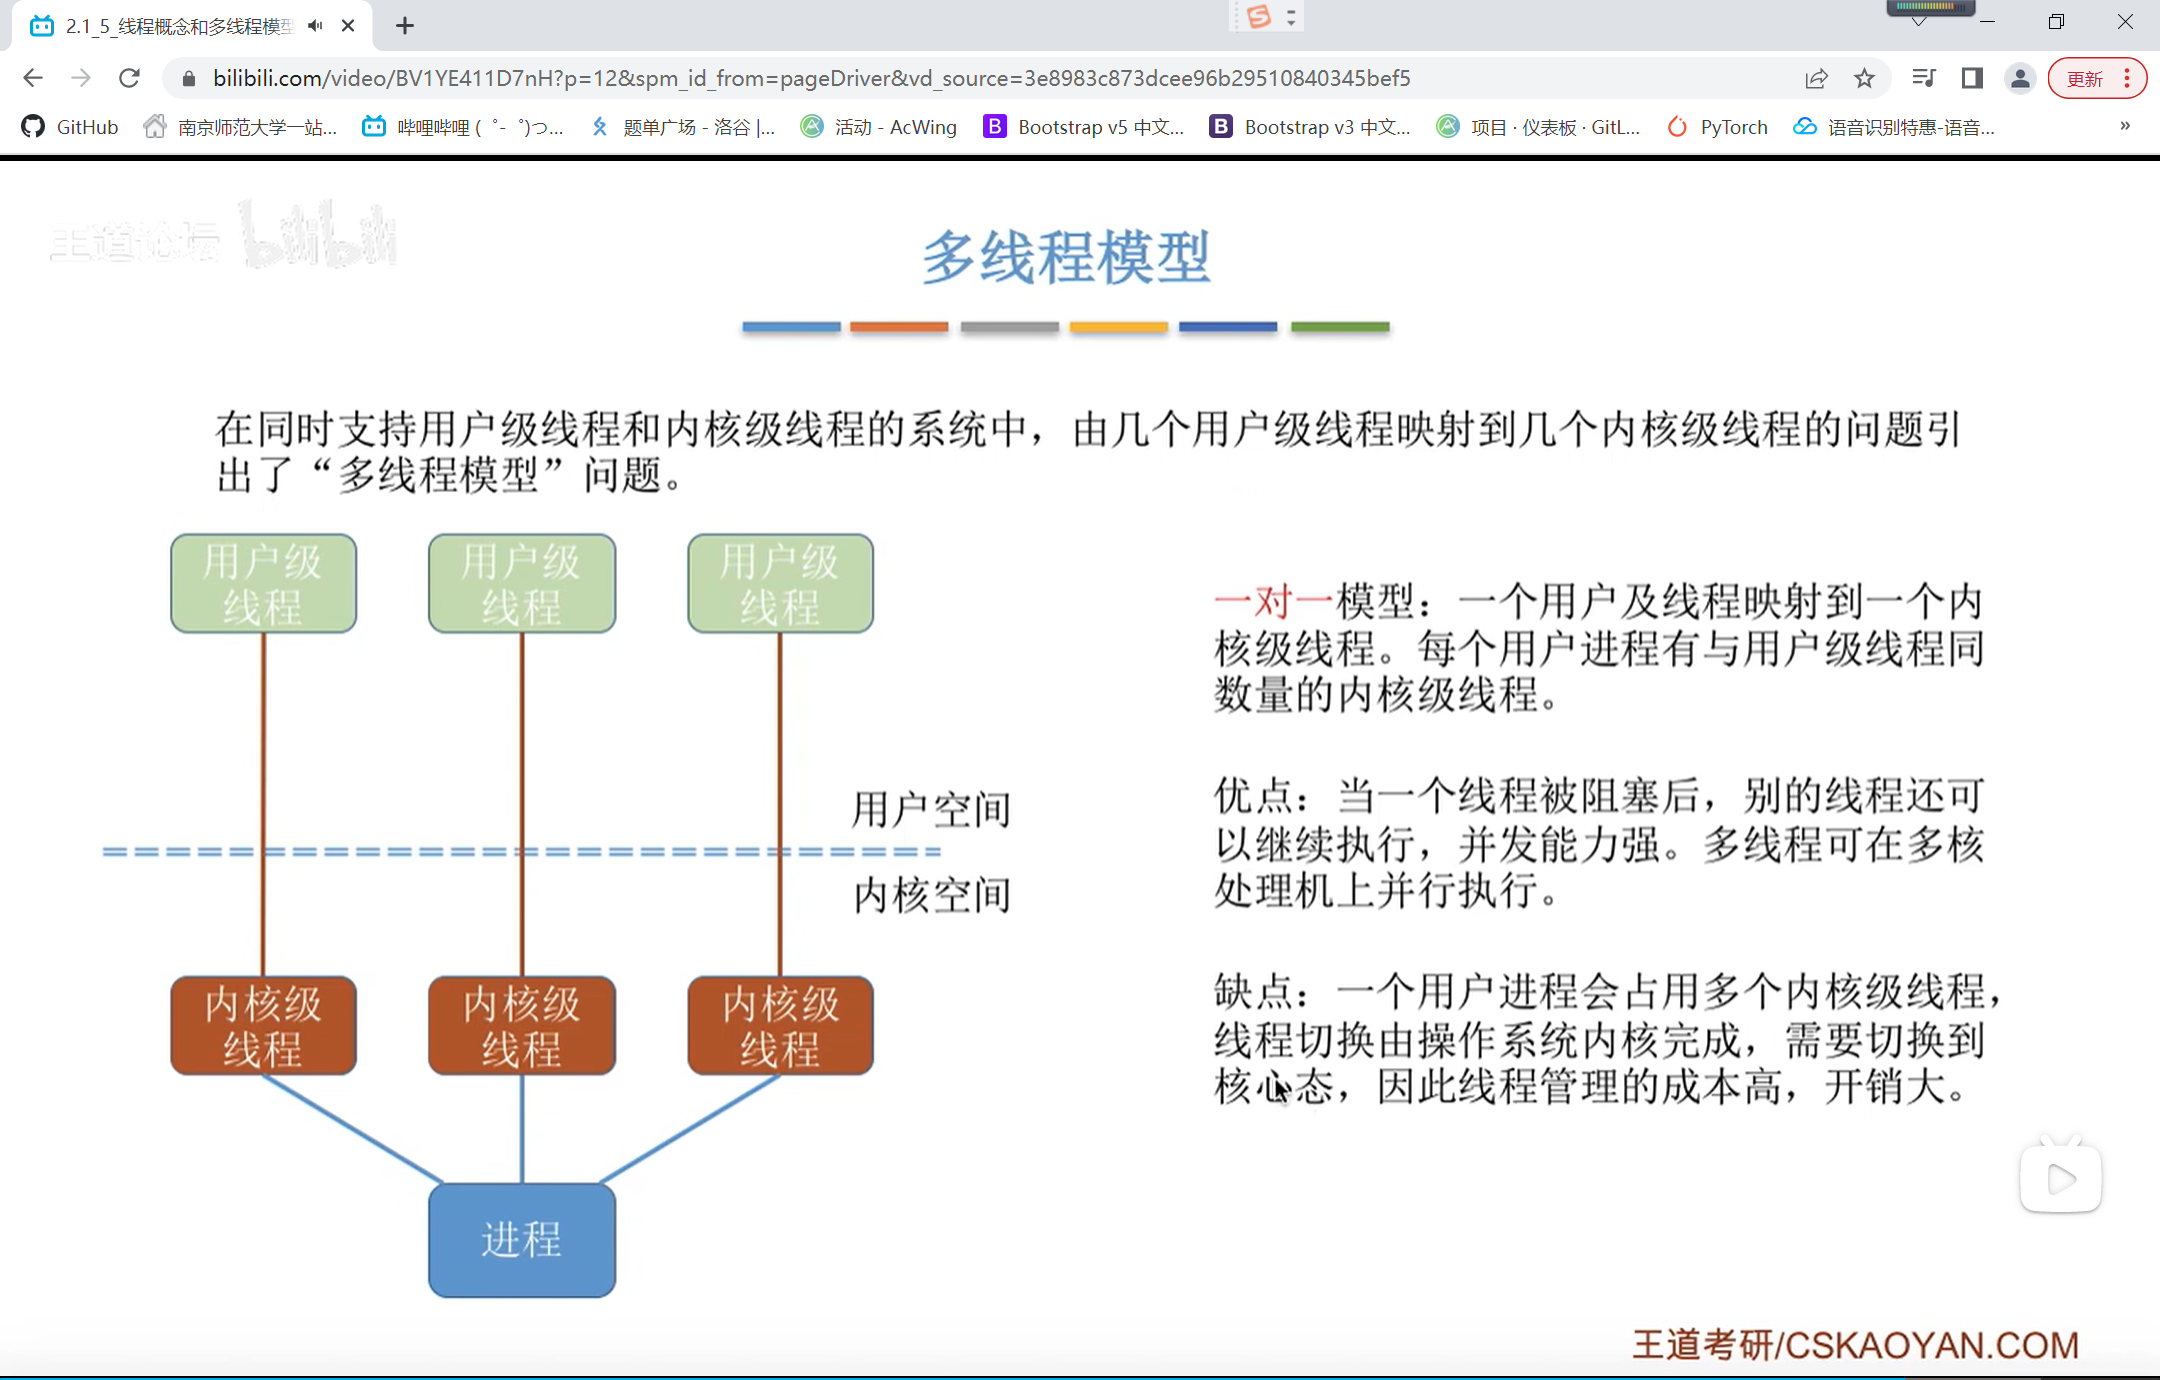 2.1_5_线程概念和多线程模型
bilibili.com/video/BV1YE411D7nH?p=12&spm_id_from=pageDriver&vd_source=3e8983c873dcee96b29510840345bef5
更新
GitHub
南京师范大学一站...
哔哩哔哩 ( ゜- ゜)つ...
题单广场 - 洛谷 |...
活动 - AcWing
Bootstrap v5 中文...
Bootstrap v3 中文...
项目 · 仪表板 · GitL...
PyTorch
语音识别特惠-语音...
»
王道论坛 bilibili
多线程模型
在同时支持用户级线程和内核级线程的系统中，由几个用户级线程映射到几个内核级线程的问题引
出了“多线程模型”问题。
用户级
线程
用户级
线程
用户级
线程
用户空间
内核空间
内核级
线程
内核级
线程
内核级
线程
进程
一对一模型：一个用户及线程映射到一个内
核级线程。每个用户进程有与用户级线程同
数量的内核级线程。
优点：当一个线程被阻塞后，别的线程还可
以继续执行，并发能力强。多线程可在多核
处理机上并行执行。
缺点：一个用户进程会占用多个内核级线程，
线程切换由操作系统内核完成，需要切换到
核心态，因此线程管理的成本高，开销大。
王道考研/CSKAOYAN.COM